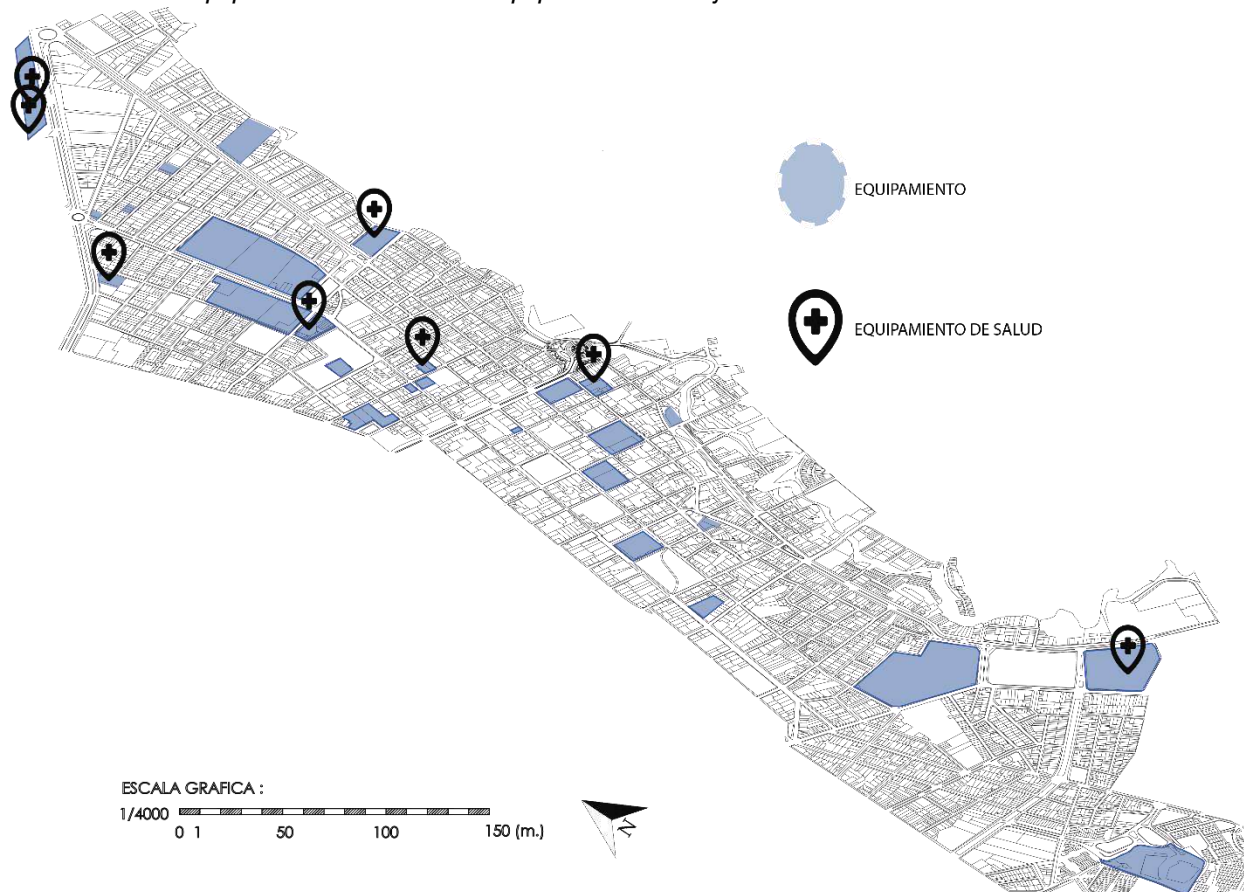 EQUIPAMIENTO
EQUIPAMIENTO DE SALUD
ESCALA GRAFICA :
1/4000
0 1 50 100 150 (m.)
N